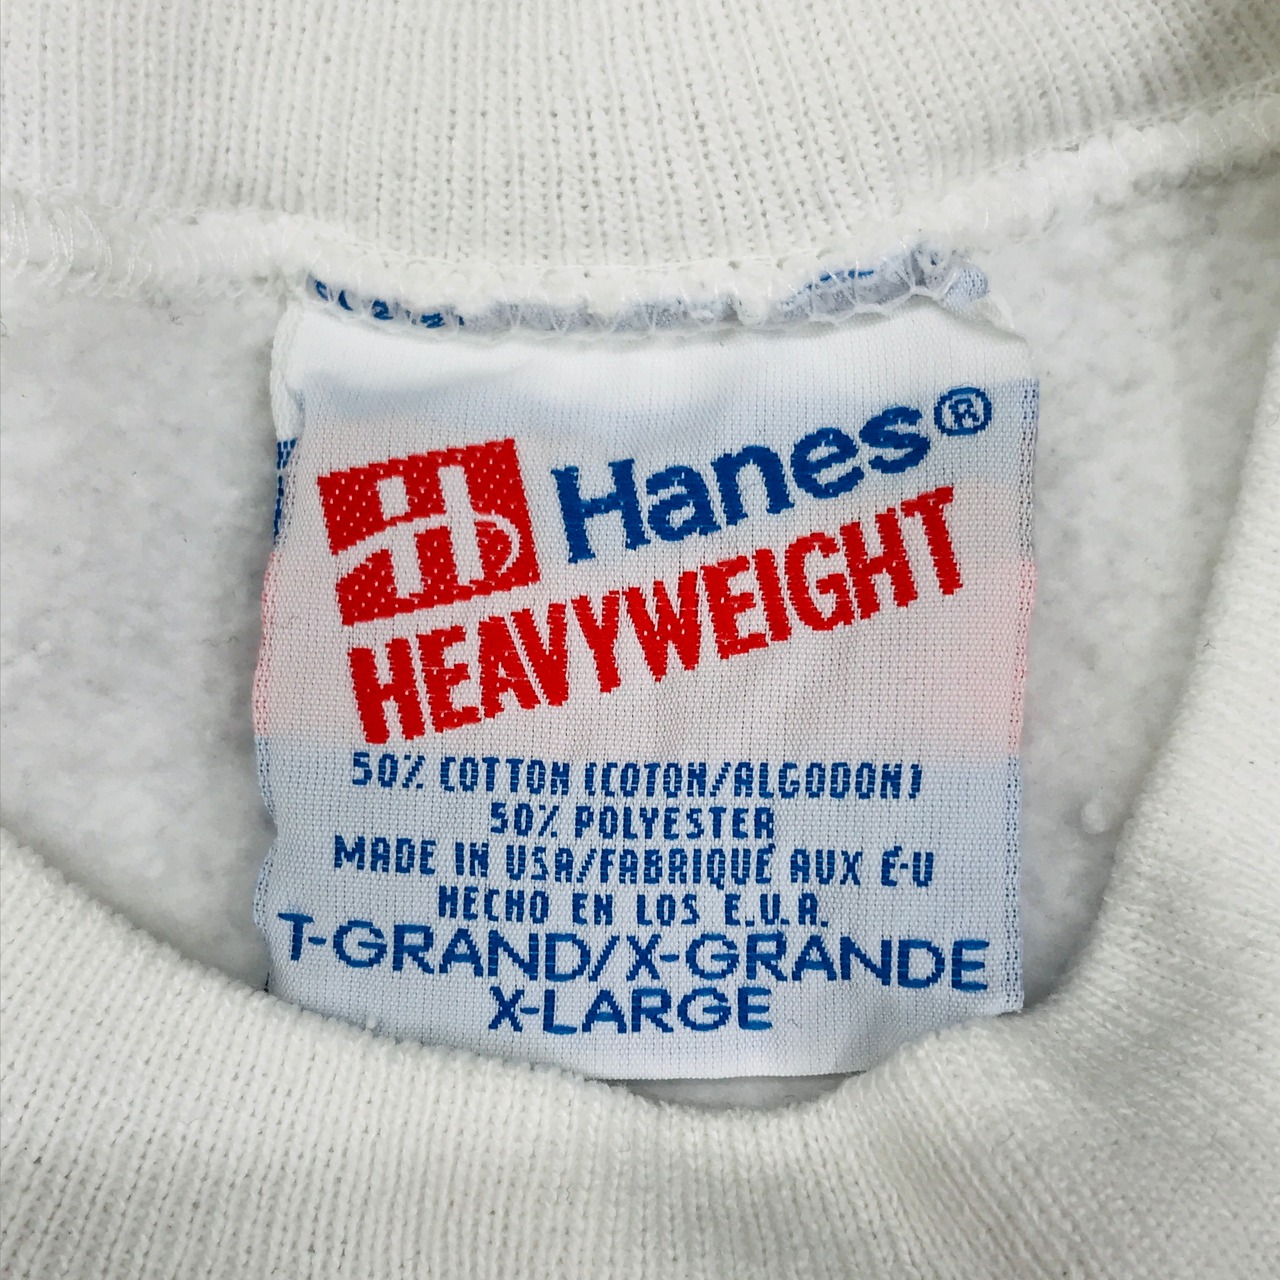 Hanes®
HEAVYWEIGHT
50% COTTON (COTON/ALGODON)
50% POLYESTER
MADE IN USA/FABRIQUÉ AUX É-U
HECHO EN LOS E.U.A.
T-GRAND/X-GRANDE
X-LARGE